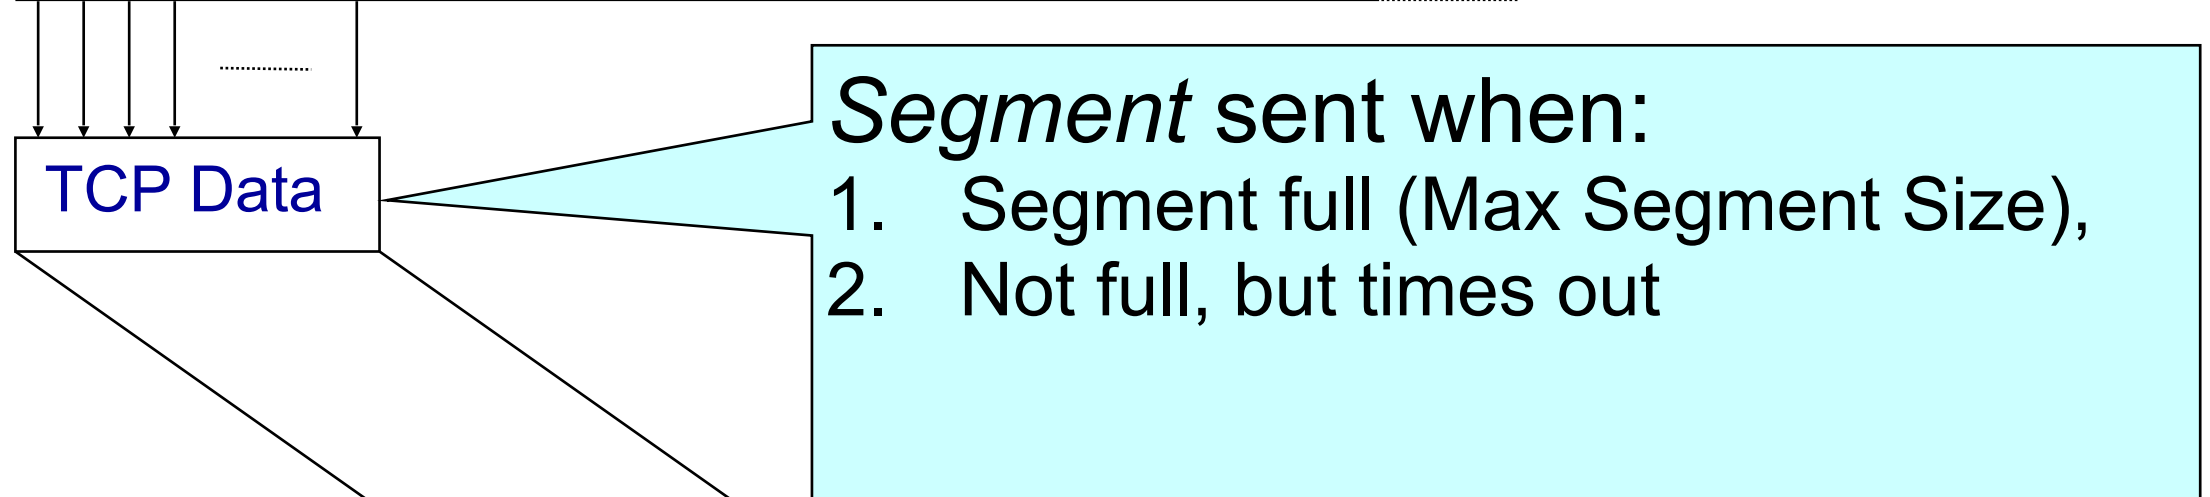 TCP Data
Segment sent when:
1. Segment full (Max Segment Size),
2. Not full, but times out